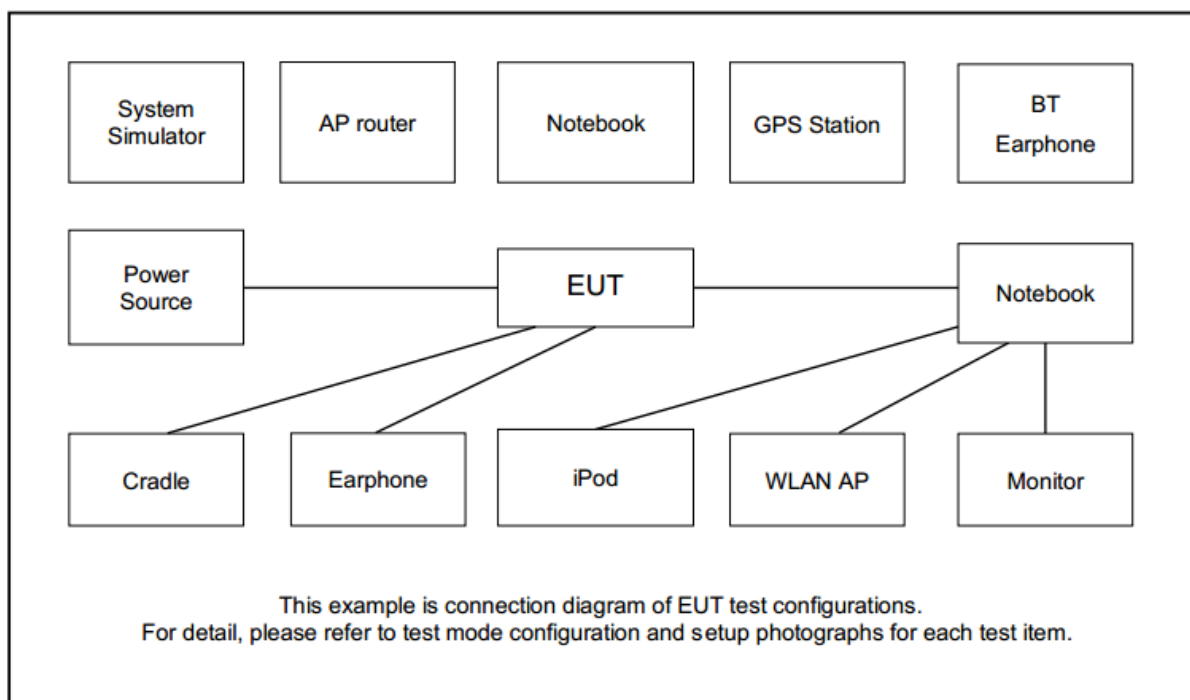 System
Simulator
AP router
Notebook
GPS Station
BT
Earphone
Power
Source
EUT
Notebook
Cradle
Earphone
iPod
WLAN AP
Monitor
This example is connection diagram of EUT test configurations.
For detail, please refer to test mode configuration and setup photographs for each test item.